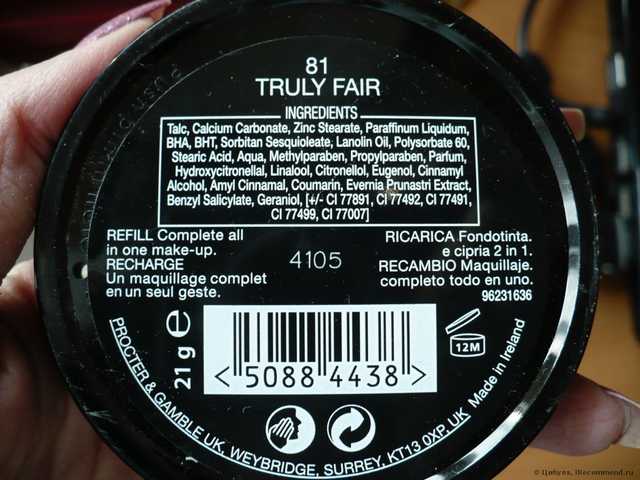 81
TRULY FAIR
INGREDIENTS
Talc, Calcium Carbonate, Zinc Stearate, Paraffinum Liquidum,
BHA, BHT, Sorbitan Sesquioleate, Lanolin Oil, Polysorbate 60,
Stearic Acid, Aqua, Methylparaben, Propylparaben, Parfum,
Hydroxycitronellal, Linalool, Citronellol, Eugenol, Cinnamyl
Alcohol, Amyl Cinnamal, Coumarin, Evernia Prunastri Extract,
Benzyl Salicylate, Geraniol, [+/- CI 77891, CI 77492, CI 77491,
CI 77499, CI 77007]
REFILL Complete all
in one make-up.
RECHARGE
Un maquillage complet
en un seul geste.
4105
RICARICA Fondotinta.
e cipria 2 in 1.
RECAMBIO Maquillaje.
completo todo en uno.
96231636
21 g e
<5088 4438>
12M
Made in Ireland
PROCTER & GAMBLE UK, WEYBRIDGE, SURREY, KT13 0XP, UK
© Цибуля, IRecommend.ru